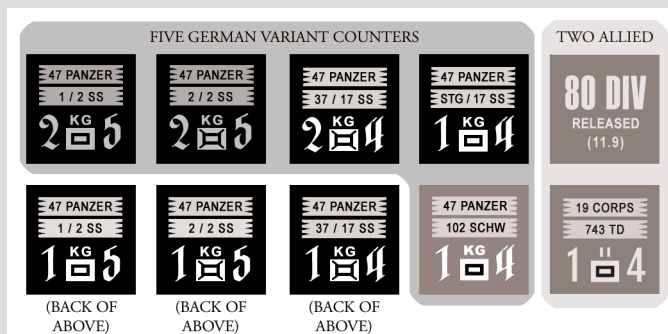 FIVE GERMAN VARIANT COUNTERS
TWO ALLIED
47 PANZER
1 / 2 SS
2 KG 5
47 PANZER
2 / 2 SS
2 KG 5
47 PANZER
37 / 17 SS
2 KG 4
47 PANZER
STG / 17 SS
1 KG 4
80 DIV
RELEASED
(11.9)
47 PANZER
1 / 2 SS
1 KG 5
47 PANZER
2 / 2 SS
1 KG 5
47 PANZER
37 / 17 SS
1 KG 4
47 PANZER
102 SCHW
1 KG 4
19 CORPS
743 TD
1 II 4
(BACK OF
ABOVE)
(BACK OF
ABOVE)
(BACK OF
ABOVE)